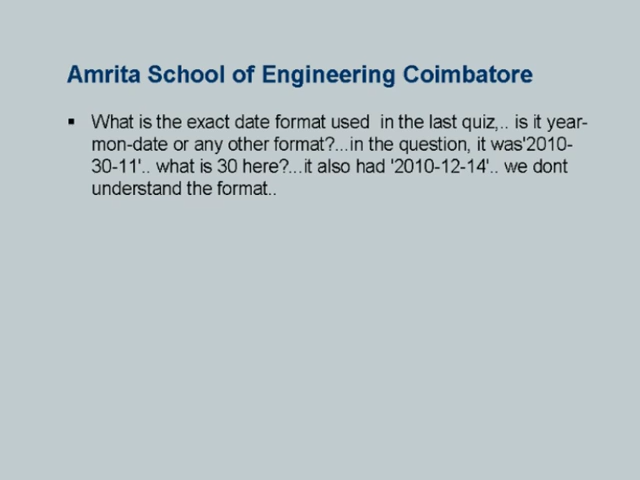 Amrita School of Engineering Coimbatore
▪ What is the exact date format used  in the last quiz,.. is it year-
mon-date or any other format?...in the question, it was'2010-
30-11'.. what is 30 here?...it also had '2010-12-14'.. we dont
understand the format..